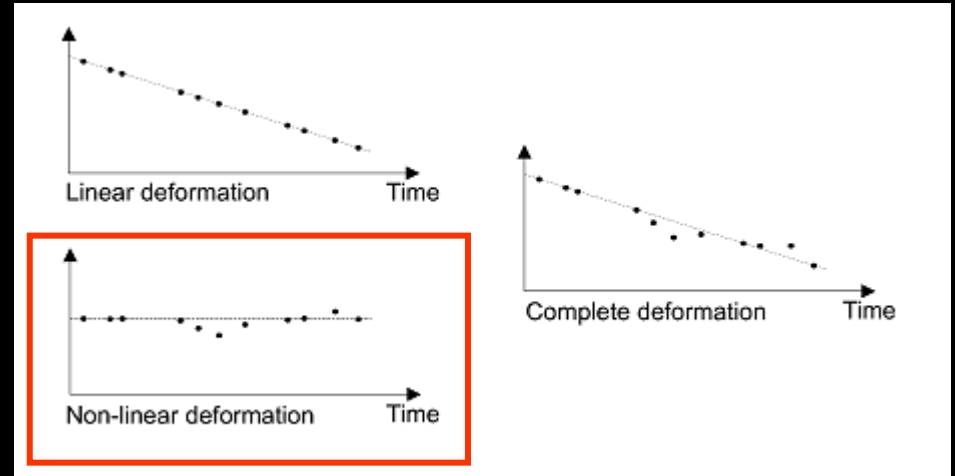 Linear deformation Time
Non-linear deformation Time
Complete deformation Time